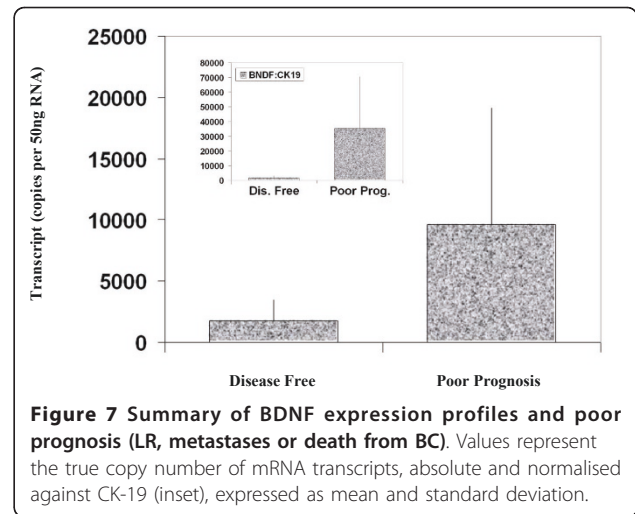 25000
20000
15000
10000
5000
0
Transcript (copies per 50ng RNA)
80000
70000
60000
50000
40000
30000
20000
10000
0
BNDF:CK19
Dis. Free
Poor Prog.
Disease Free
Poor Prognosis
Figure 7 Summary of BDNF expression profiles and poor
prognosis (LR, metastases or death from BC). Values represent
the true copy number of mRNA transcripts, absolute and normalised
against CK-19 (inset), expressed as mean and standard deviation.